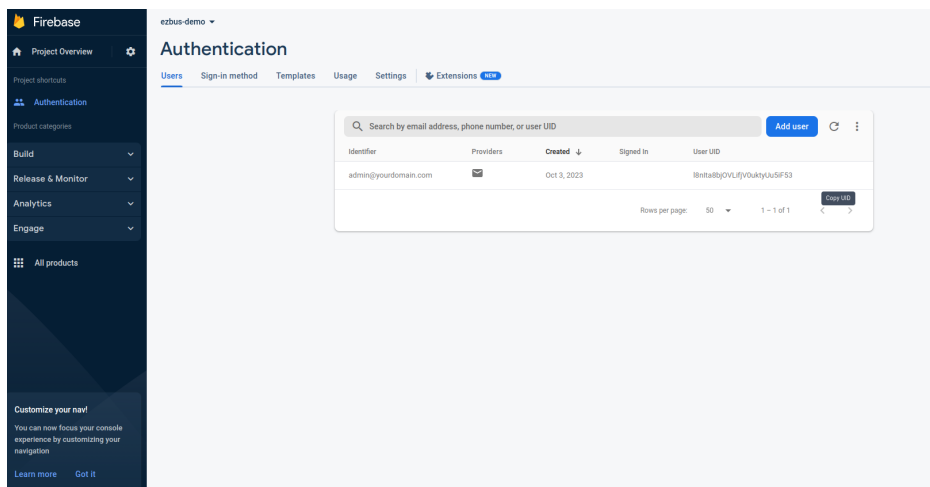 Firebase
Project Overview
Project shortcuts
Authentication
Product categories
Build
Release & Monitor
Analytics
Engage
All products
Customize your nav!
You can now focus your console
experience by customizing your
navigation
Learn more Got it
ezbus-demo
Authentication
Users Sign-in method Templates Usage Settings Extensions NEW
Search by email address, phone number, or user UID Add user
Identifier Providers Created Signed In User UID
admin@yourdomain.com Oct 3, 2023
Copy UID
Rows per page: 50 1 – 1 of 1